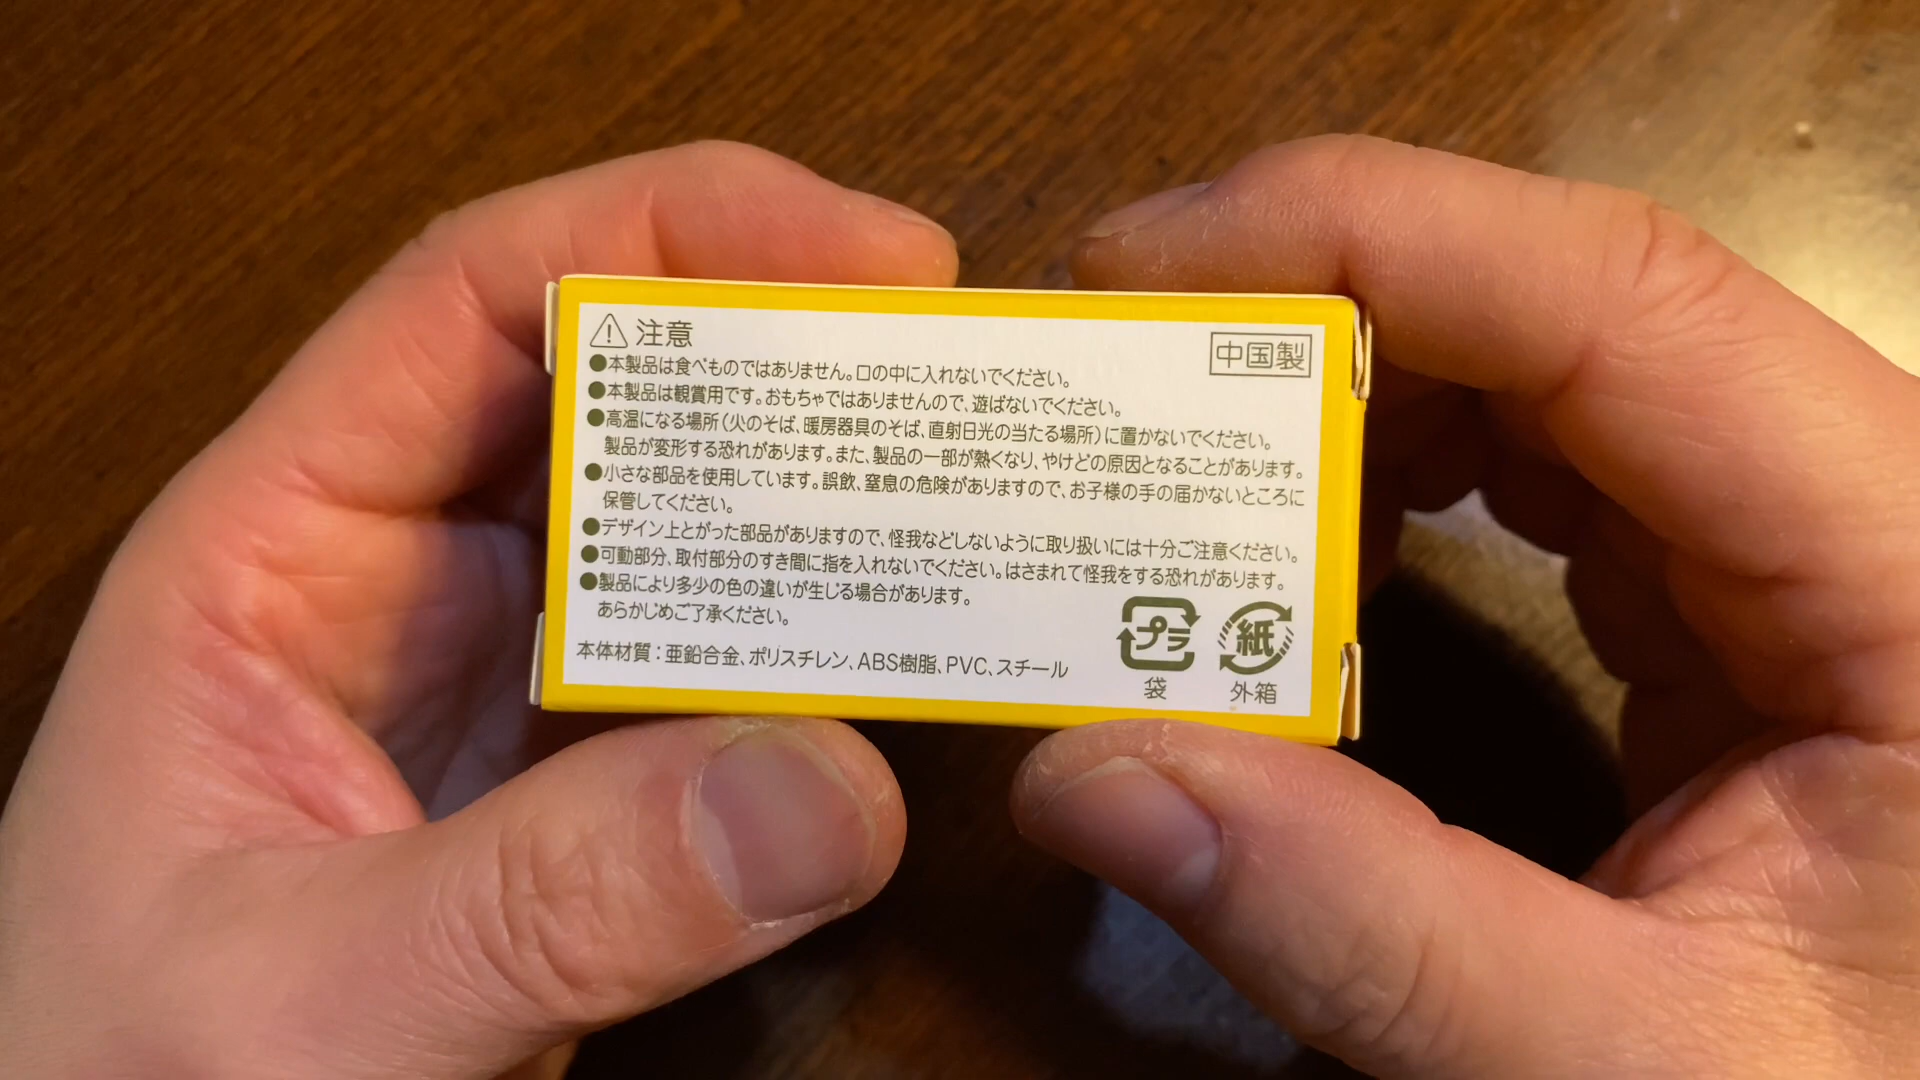 注意
中国製
●本製品は食べものではありません。口の中に入れないでください。
●本製品は観賞用です。おもちゃではありませんので、遊ばないでください。
●高温になる場所(火のそば、暖房器具のそば、直射日光の当たる場所)に置かないでください。
製品が変形する恐れがあります。また、製品の一部が熱くなり、やけどの原因となることがあります。
●小さな部品を使用しています。誤飲、窒息の危険がありますので、お子様の手の届かないところに
保管してください。
●デザイン上とがった部品がありますので、怪我などしないように取り扱いには十分ご注意ください。
●可動部分、取付部分のすき間に指を入れないでください。はさまれて怪我をする恐れがあります。
●製品により多少の色の違いが生じる場合があります。
あらかじめご了承ください。
本体材質:亜鉛合金、ポリスチレン、ABS樹脂、PVC、スチール
プラ 紙
袋 外箱